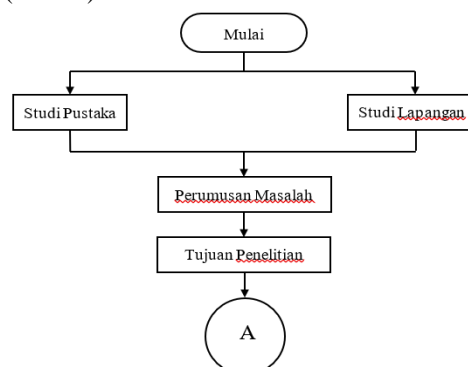 Mulai
Studi Pustaka
Studi Lapangan
Perumusan Masalah
Tujuan Penelitian
A